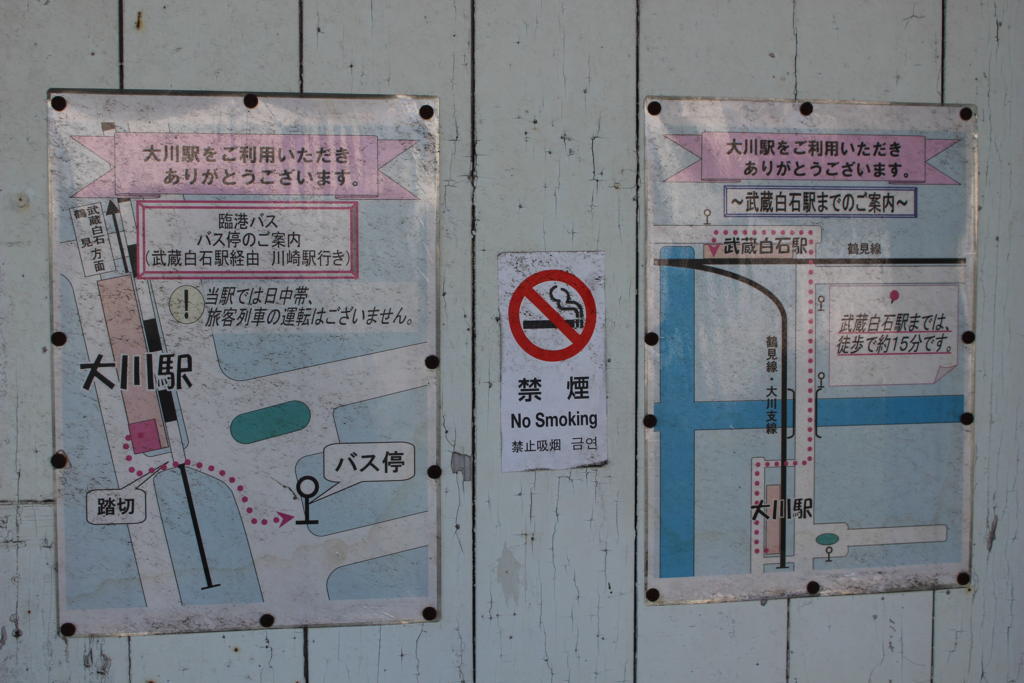 大川駅をご利用いただき
ありがとうございます。
臨港バス
バス停のご案内
(武蔵白石駅経由 川崎駅行き)
武蔵白石
鶴見
方面
!
当駅では日中帯、
旅客列車の運転はございません。
大川駅
バス停
踏切
禁煙
No Smoking
禁止吸烟 금연
大川駅をご利用いただき
ありがとうございます。
～武蔵白石駅までのご案内～
武蔵白石駅
鶴見線
武蔵白石駅までは、
徒歩で約15分です。
鶴見線・大川支線
大川駅